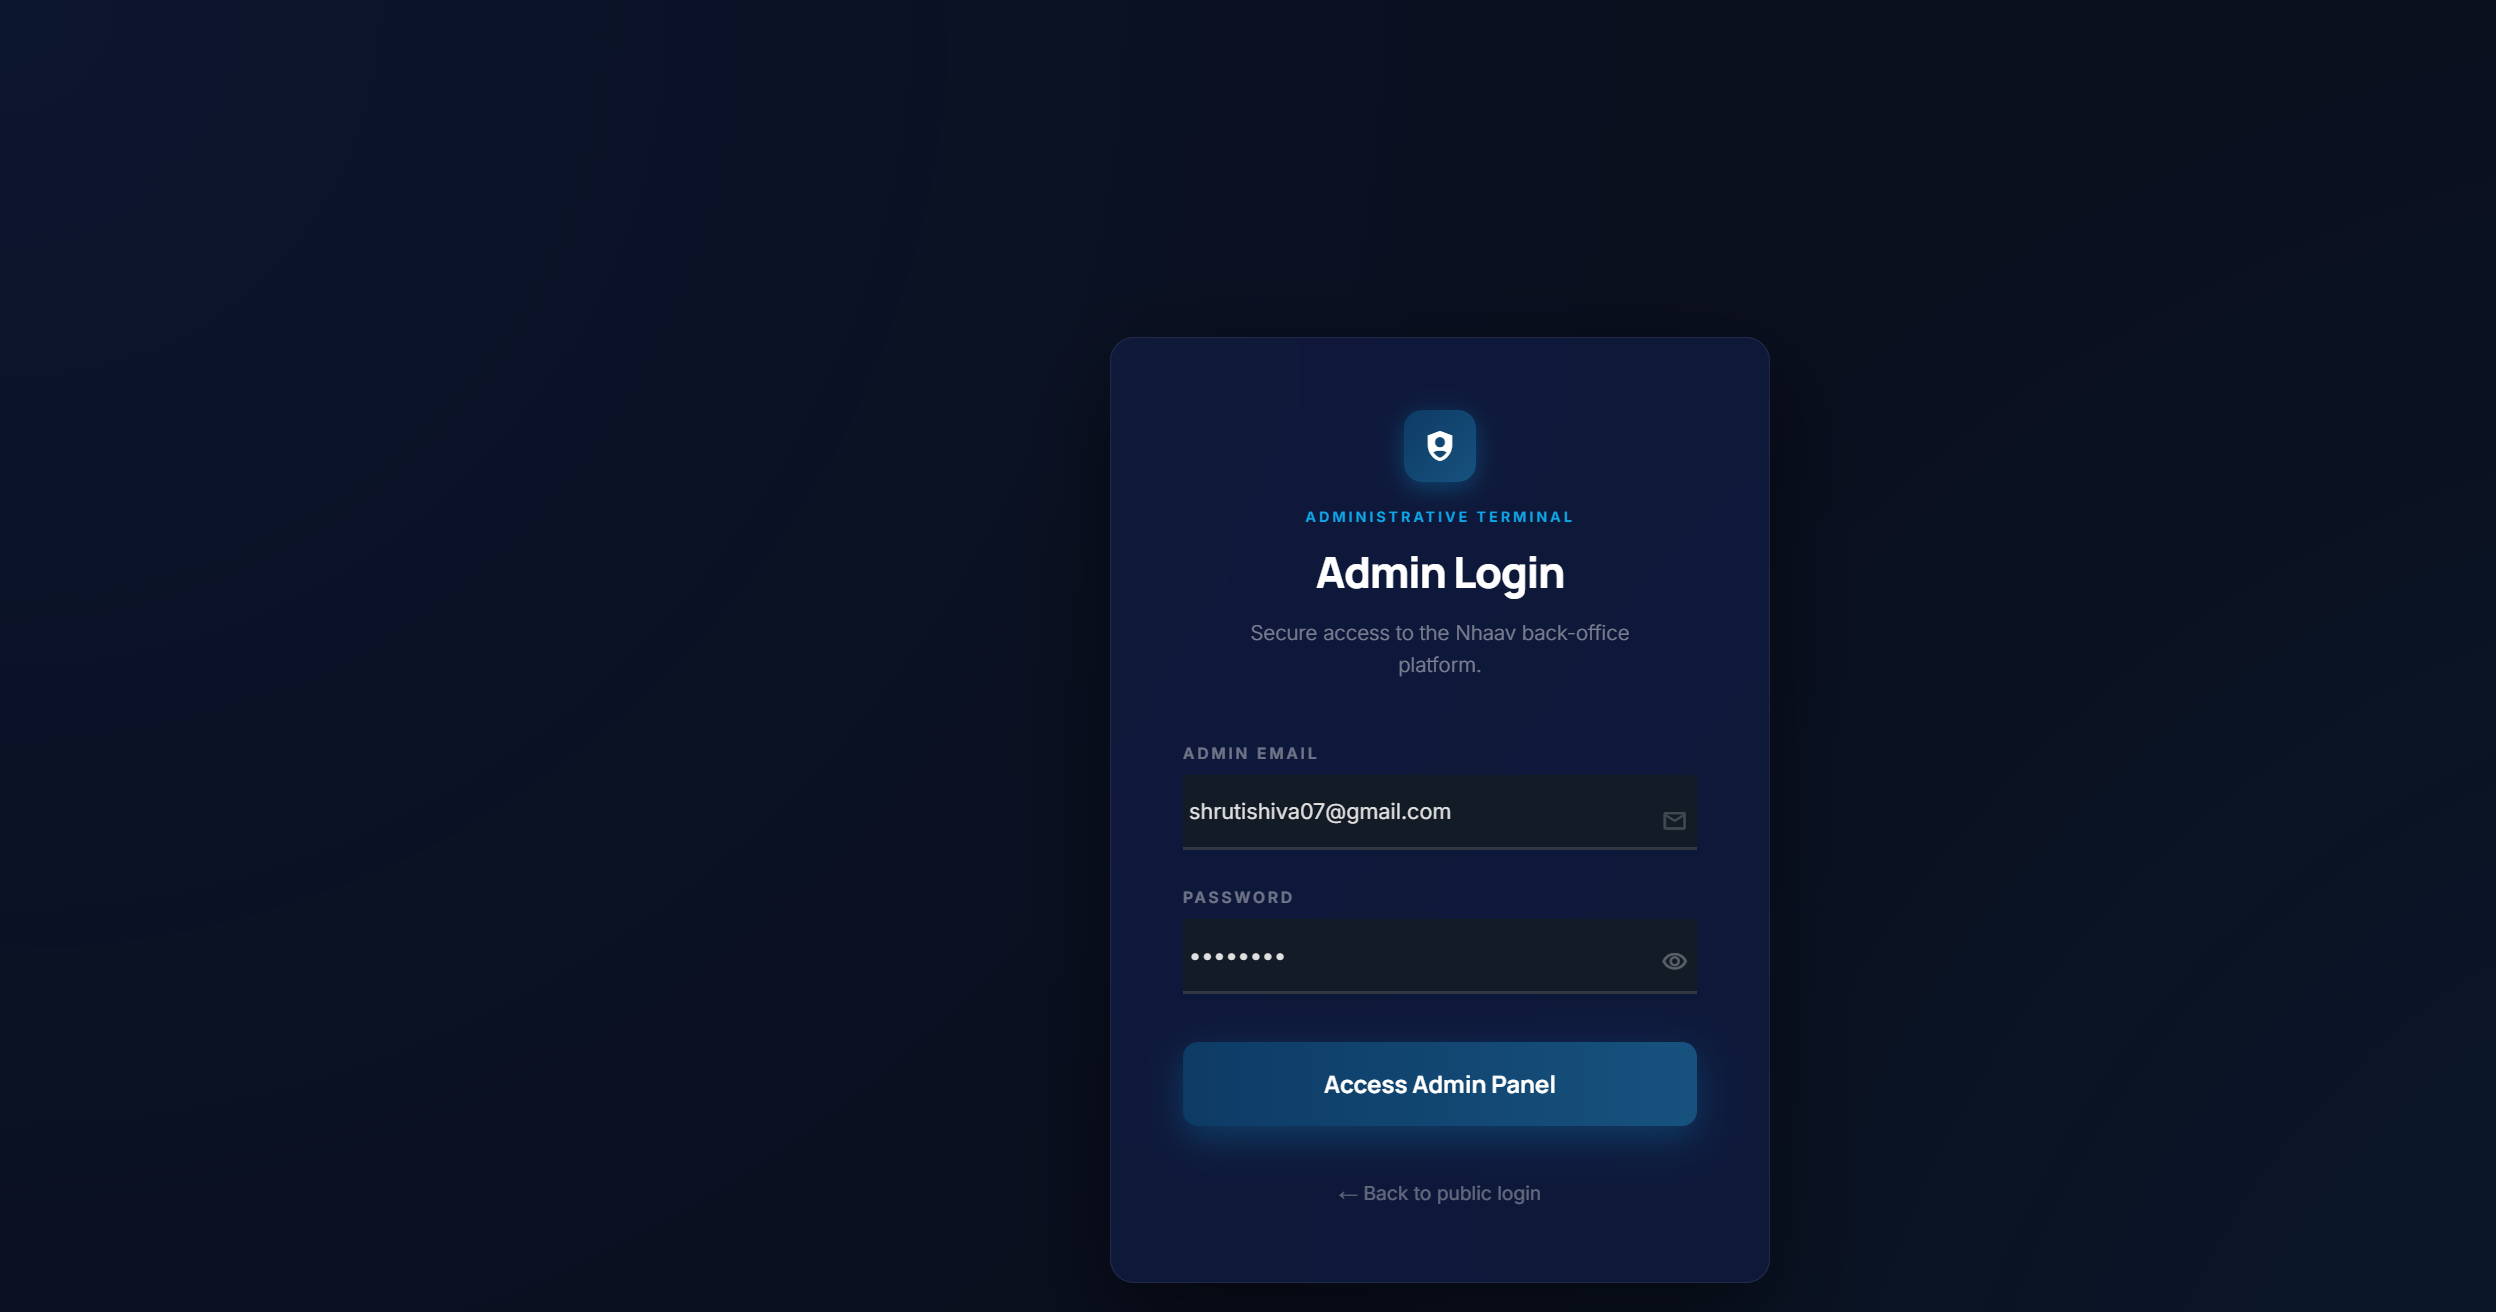 ADMINISTRATIVE TERMINAL
Admin Login
Secure access to the Nhaav back-office
platform.
ADMIN EMAIL
shrutishiva07@gmail.com
PASSWORD
••••••••
Access Admin Panel
← Back to public login